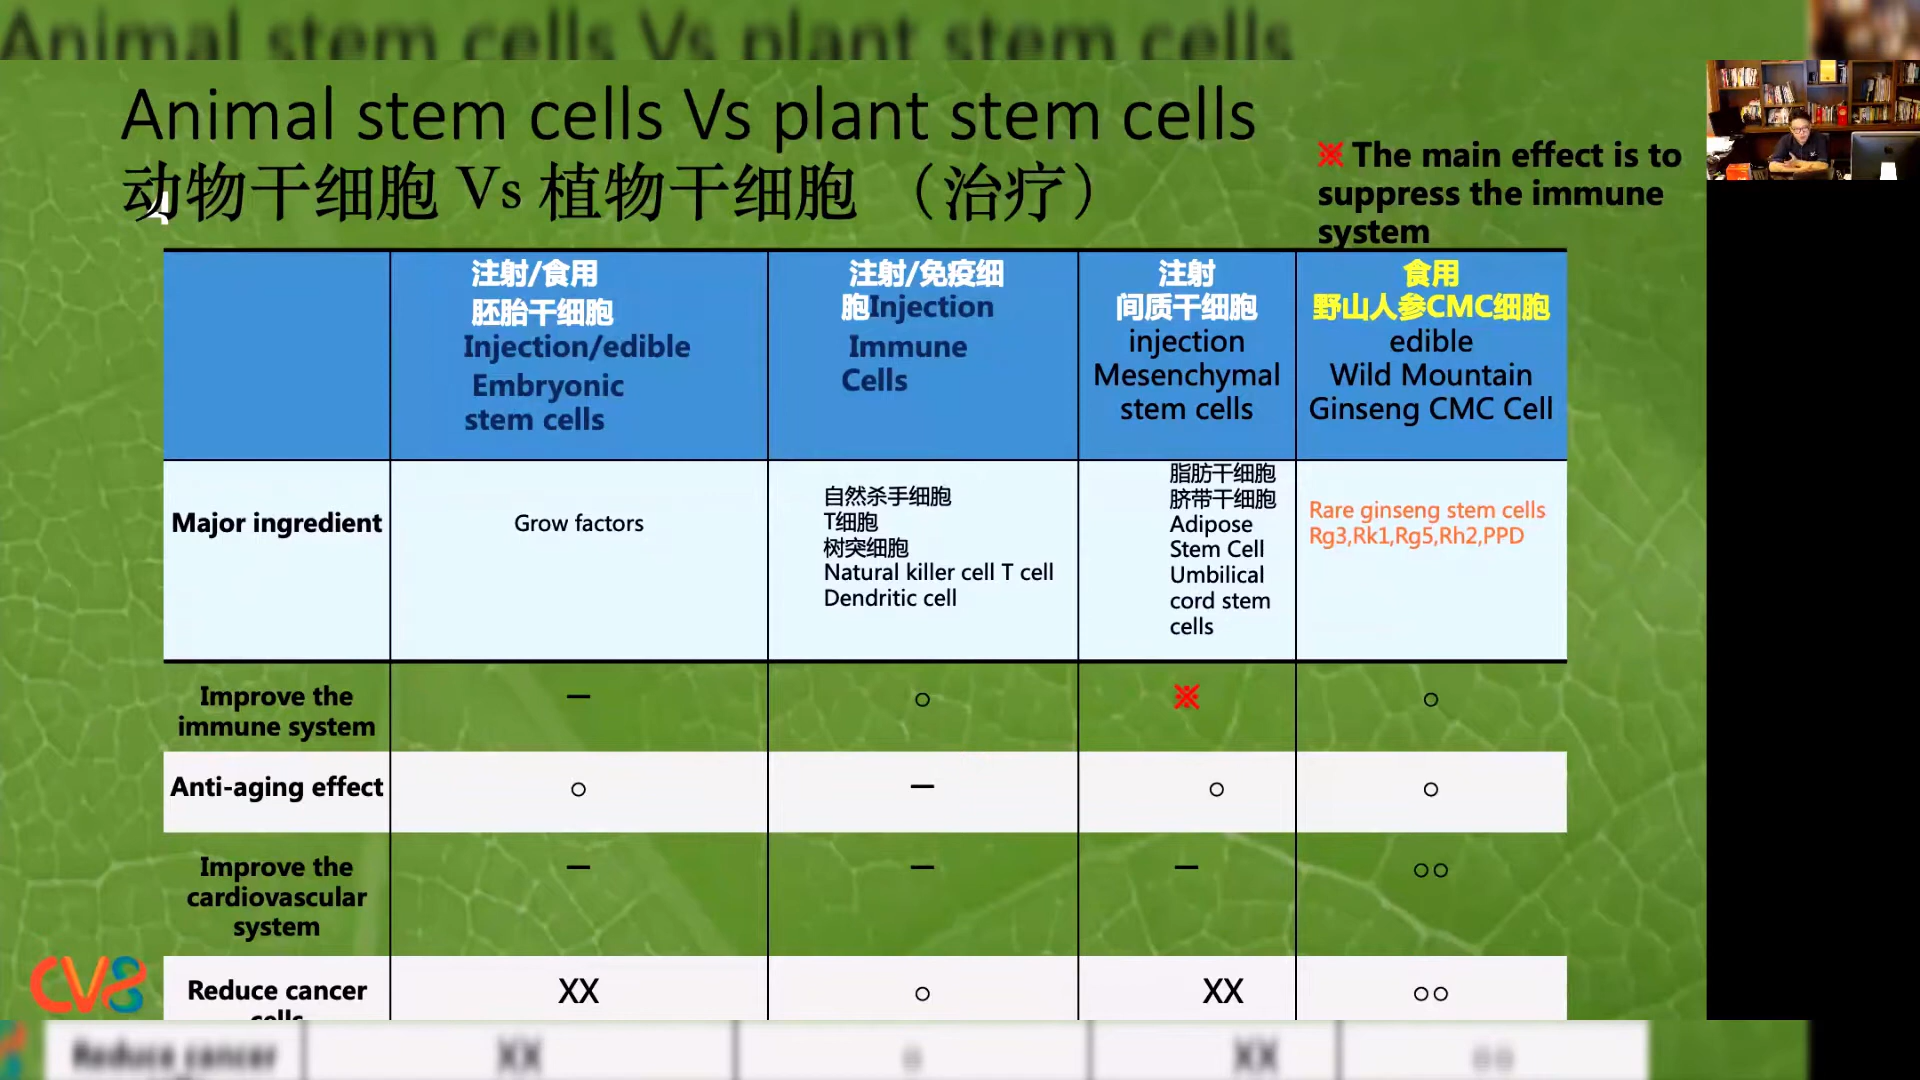 Animal stem cells Vs plant stem cells
Animal stem cells Vs plant stem cells
动物干细胞 Vs 植物干细胞 （治疗）
※ The main effect is to
suppress the immune
system
注射/食用
胚胎干细胞
Injection/edible
Embryonic
stem cells
注射/免疫细
胞Injection
Immune
Cells
注射
间质干细胞
injection
Mesenchymal
stem cells
食用
野山人参CMC细胞
edible
Wild Mountain
Ginseng CMC Cell
Major ingredient
Grow factors
自然杀手细胞
T细胞
树突细胞
Natural killer cell T cell
Dendritic cell
脂肪干细胞
脐带干细胞
Adipose
Stem Cell
Umbilical
cord stem
cells
Rare ginseng stem cells
Rg3,Rk1,Rg5,Rh2,PPD
Improve the
immune system
— ○ ※ ○
Anti-aging effect
○ — ○ ○
Improve the
cardiovascular
system
— — — ○○
Reduce cancer
cells
XX ○ XX ○○
CV8
Reduce cancer XX ○ XX ○○